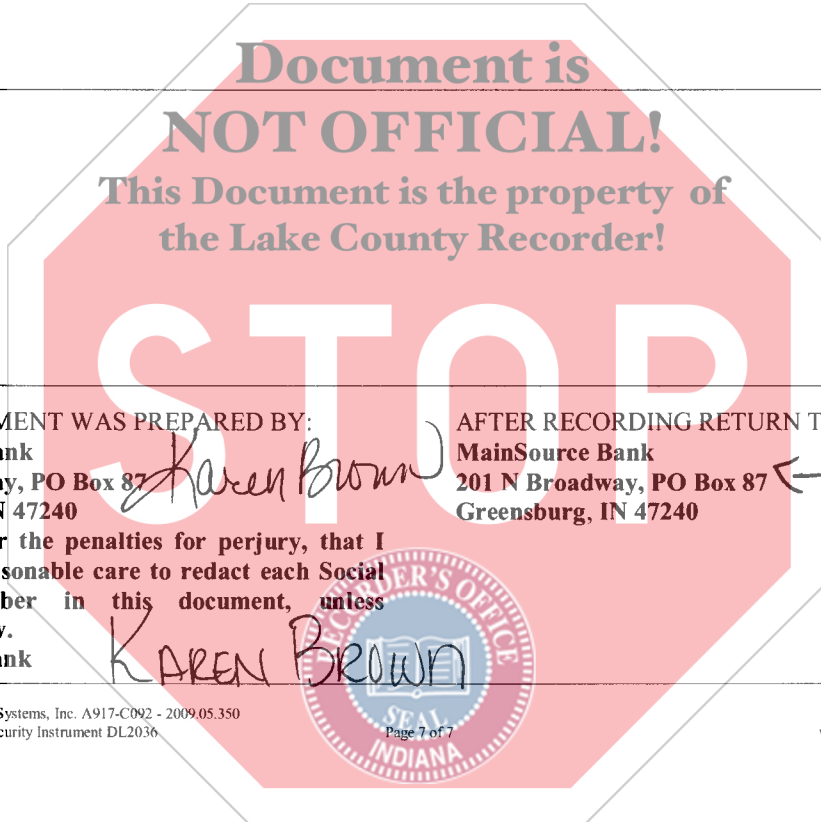 Document is
NOT OFFICIAL!
This Document is the property of
the Lake County Recorder!
STOP
MENT WAS PREPARED BY:
ank
ay, PO Box 87
N 47240
r the penalties for perjury, that I
sonable care to redact each Social
ber in this document, unless
y.
ank
Karen Brown
KAREN BROWN
AFTER RECORDING RETURN T
MainSource Bank
201 N Broadway, PO Box 87
Greensburg, IN 47240
RECORDER'S OFFICE
SEAL
INDIANA
Systems, Inc. A917-C092 - 2009.05.350
curity Instrument DL2036
Page 7 of 7